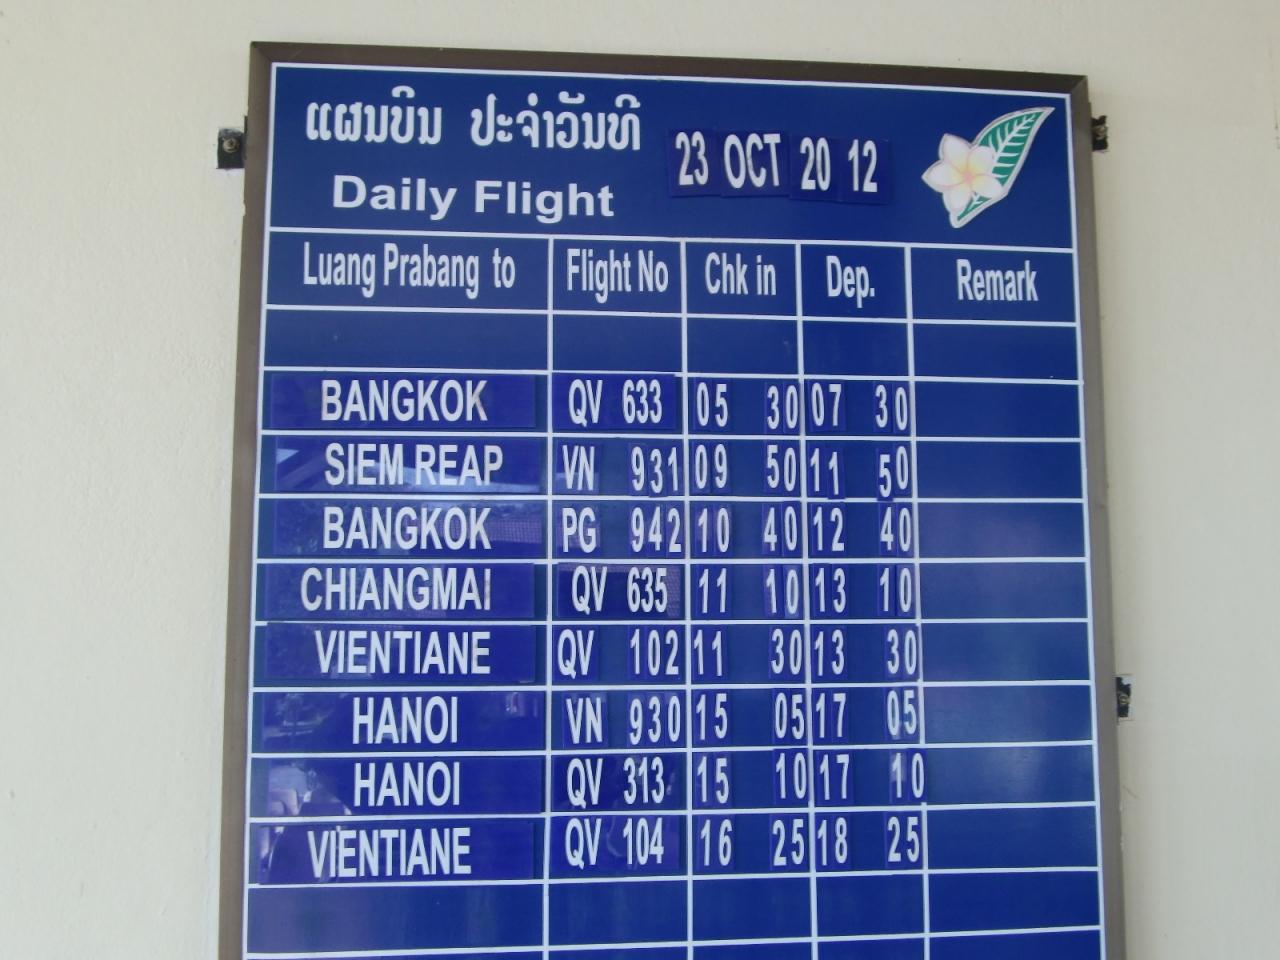 ແຜນບິນ ປະຈຳວັນທີ 23 OCT 20 12
Daily Flight
Luang Prabang to Flight No Chk in Dep. Remark
BANGKOK QV 633 05 30 07 30
SIEM REAP VN 931 09 50 11 50
BANGKOK PG 942 10 40 12 40
CHIANGMAI QV 635 11 10 13 10
VIENTIANE QV 102 11 30 13 30
HANOI VN 930 15 05 17 05
HANOI QV 313 15 10 17 10
VIENTIANE QV 104 16 25 18 25